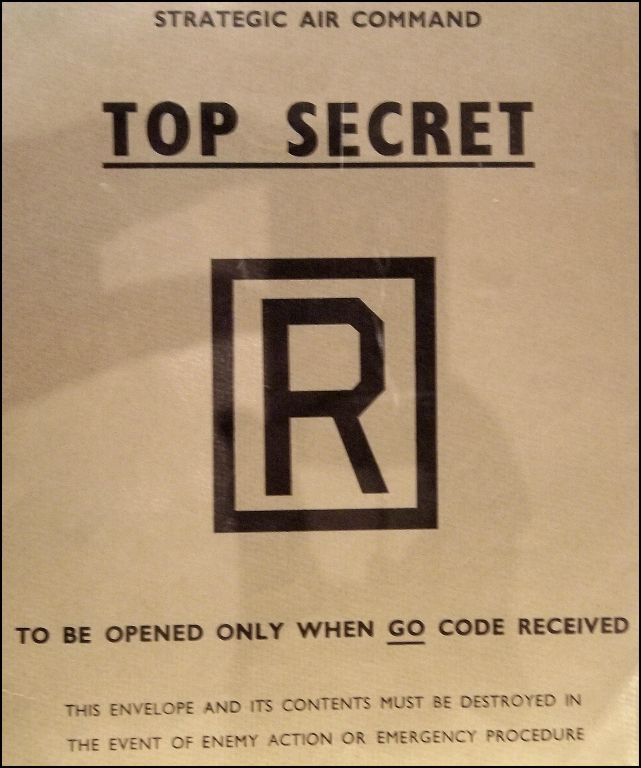 STRATEGIC AIR COMMAND
TOP SECRET
R
TO BE OPENED ONLY WHEN GO CODE RECEIVED
THIS ENVELOPE AND ITS CONTENTS MUST BE DESTROYED IN
THE EVENT OF ENEMY ACTION OR EMERGENCY PROCEDURE